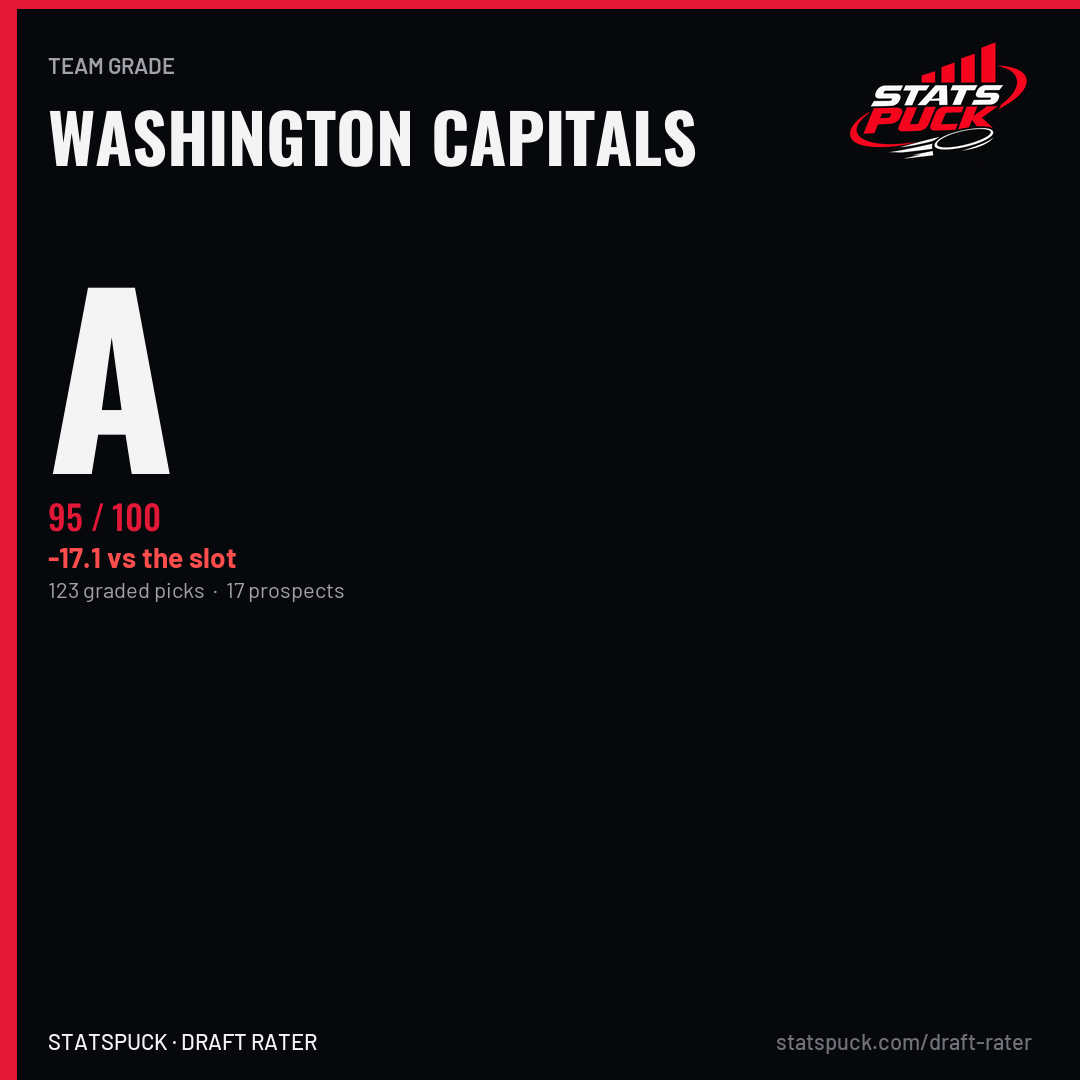 TEAM GRADE
WASHINGTON CAPITALS
STATS
PUCK
A
95 / 100
-17.1 vs the slot
123 graded picks · 17 prospects
STATSPUCK · DRAFT RATER
statspuck.com/draft-rater